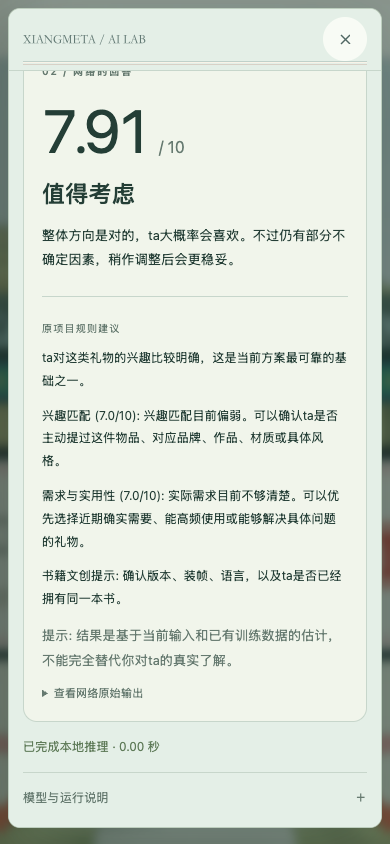 XIANGMETA / AI LAB
×
02 / 网络的回答
7.91 / 10
值得考虑
整体方向是对的，ta大概率会喜欢。不过仍有部分不
确定因素，稍作调整后会更稳妥。
原项目规则建议
ta对这类礼物的兴趣比较明确，这是当前方案最可靠的基
础之一。
兴趣匹配 (7.0/10): 兴趣匹配目前偏弱。可以确认ta是否
主动提过这件物品、对应品牌、作品、材质或具体风
格。
需求与实用性 (7.0/10): 实际需求目前不够清楚。可以优
先选择近期确实需要、能高频使用或能够解决具体问题
的礼物。
书籍文创提示: 确认版本、装帧、语言，以及ta是否已经
拥有同一本书。
提示: 结果是基于当前输入和已有训练数据的估计，
不能完全替代你对ta的真实了解。
▶ 查看网络原始输出
已完成本地推理 · 0.00 秒
模型与运行说明 +